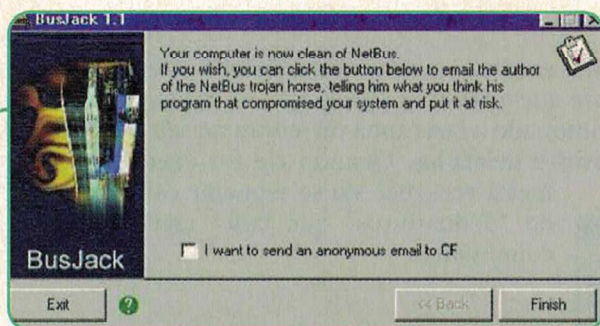 BusJack 1.1
Your computer is now clean of NetBus.
If you wish, you can click the button below to email the author
of the NetBus trojan horse, telling him what you think his
program that compromised your system and put it at risk.
I want to send an anonymous email to CF
BusJack
Exit
<< Back
Finish